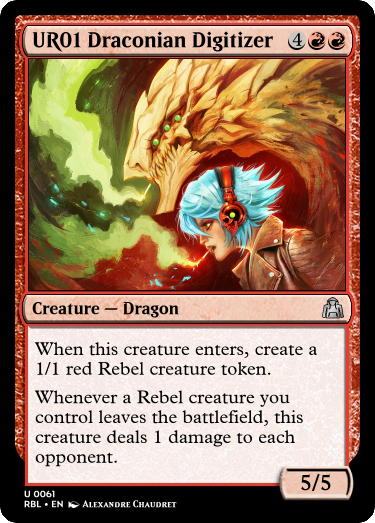 UR01 Draconian Digitizer 4
Creature — Dragon
When this creature enters, create a
1/1 red Rebel creature token.
Whenever a Rebel creature you
control leaves the battlefield, this
creature deals 1 damage to each
opponent.
5/5
U 0061
RBL • EN Alexandre Chaudret